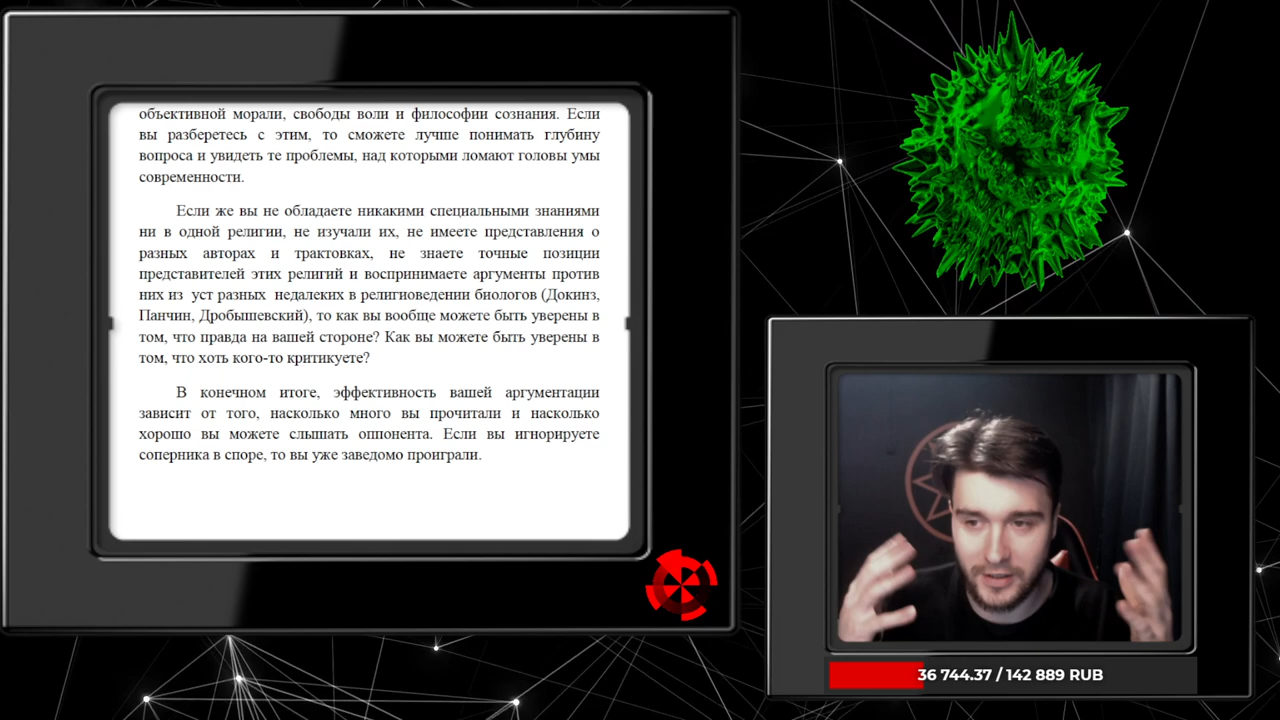 объективной морали, свободы воли и философии сознания. Если
вы разберетесь с этим, то сможете лучше понимать глубину
вопроса и увидеть те проблемы, над которыми ломают головы умы
современности.
Если же вы не обладаете никакими специальными знаниями
ни в одной религии, не изучали их, не имеете представления о
разных авторах и трактовках, не знаете точные позиции
представителей этих религий и воспринимаете аргументы против
них из уст разных недалеких в религиоведении биологов (Докинз,
Панчин, Дробышевский), то как вы вообще можете быть уверены в
том, что правда на вашей стороне? Как вы можете быть уверены в
том, что хоть кого-то критикуете?
В конечном итоге, эффективность вашей аргументации
зависит от того, насколько много вы прочитали и насколько
хорошо вы можете слышать оппонента. Если вы игнорируете
соперника в споре, то вы уже заведомо проиграли.
36 744.37 / 142 889 RUB